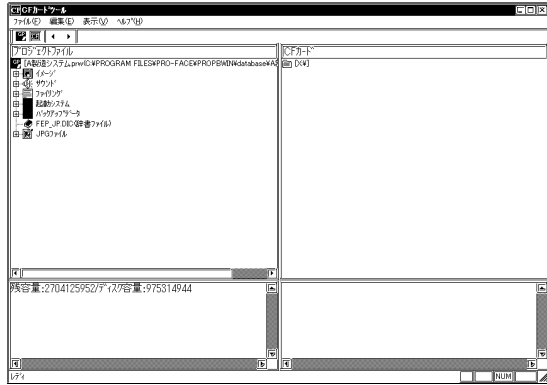 CFカードツール
ファイル(F) 編集(E) 表示(V) ヘルプ(H)
プロジェクトファイル
[A製造システム.prw(C:¥PROGRAM FILES¥PRO-FACE¥PROPBWIN¥database¥A製
イメージ
サウンド
ファイリング
起動システム
バックアップデータ
FEP_JP.DIC(辞書ファイル)
JPGファイル
CFカード
[X¥]
残容量:2704125952/ディスク容量:975314944
レディ
NUM